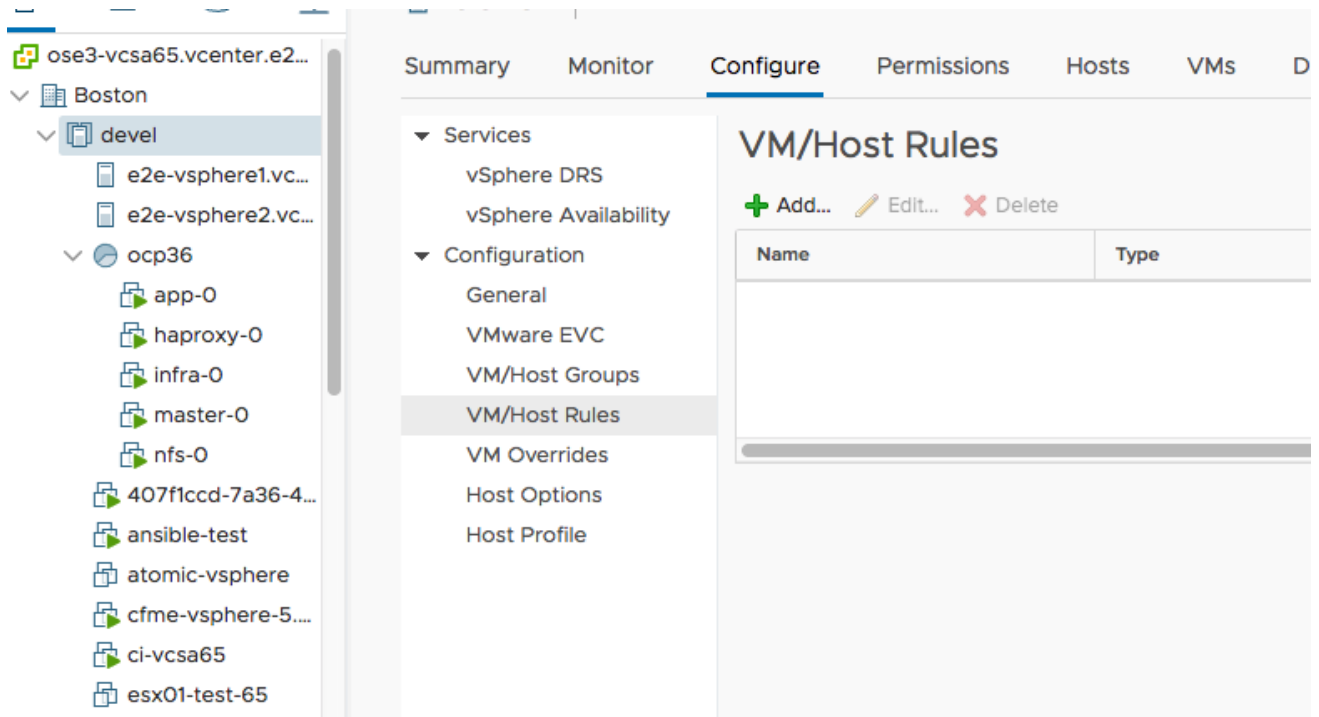 ose3-vcsa65.vcenter.e2...
Boston
devel
e2e-vsphere1.vc...
e2e-vsphere2.vc...
ocp36
app-0
haproxy-0
infra-0
master-0
nfs-0
407f1ccd-7a36-4...
ansible-test
atomic-vsphere
cfme-vsphere-5....
ci-vcsa65
esx01-test-65
Summary Monitor Configure Permissions Hosts VMs D
Services
vSphere DRS
vSphere Availability
Configuration
General
VMware EVC
VM/Host Groups
VM/Host Rules
VM Overrides
Host Options
Host Profile
VM/Host Rules
Add... Edit... Delete
Name Type